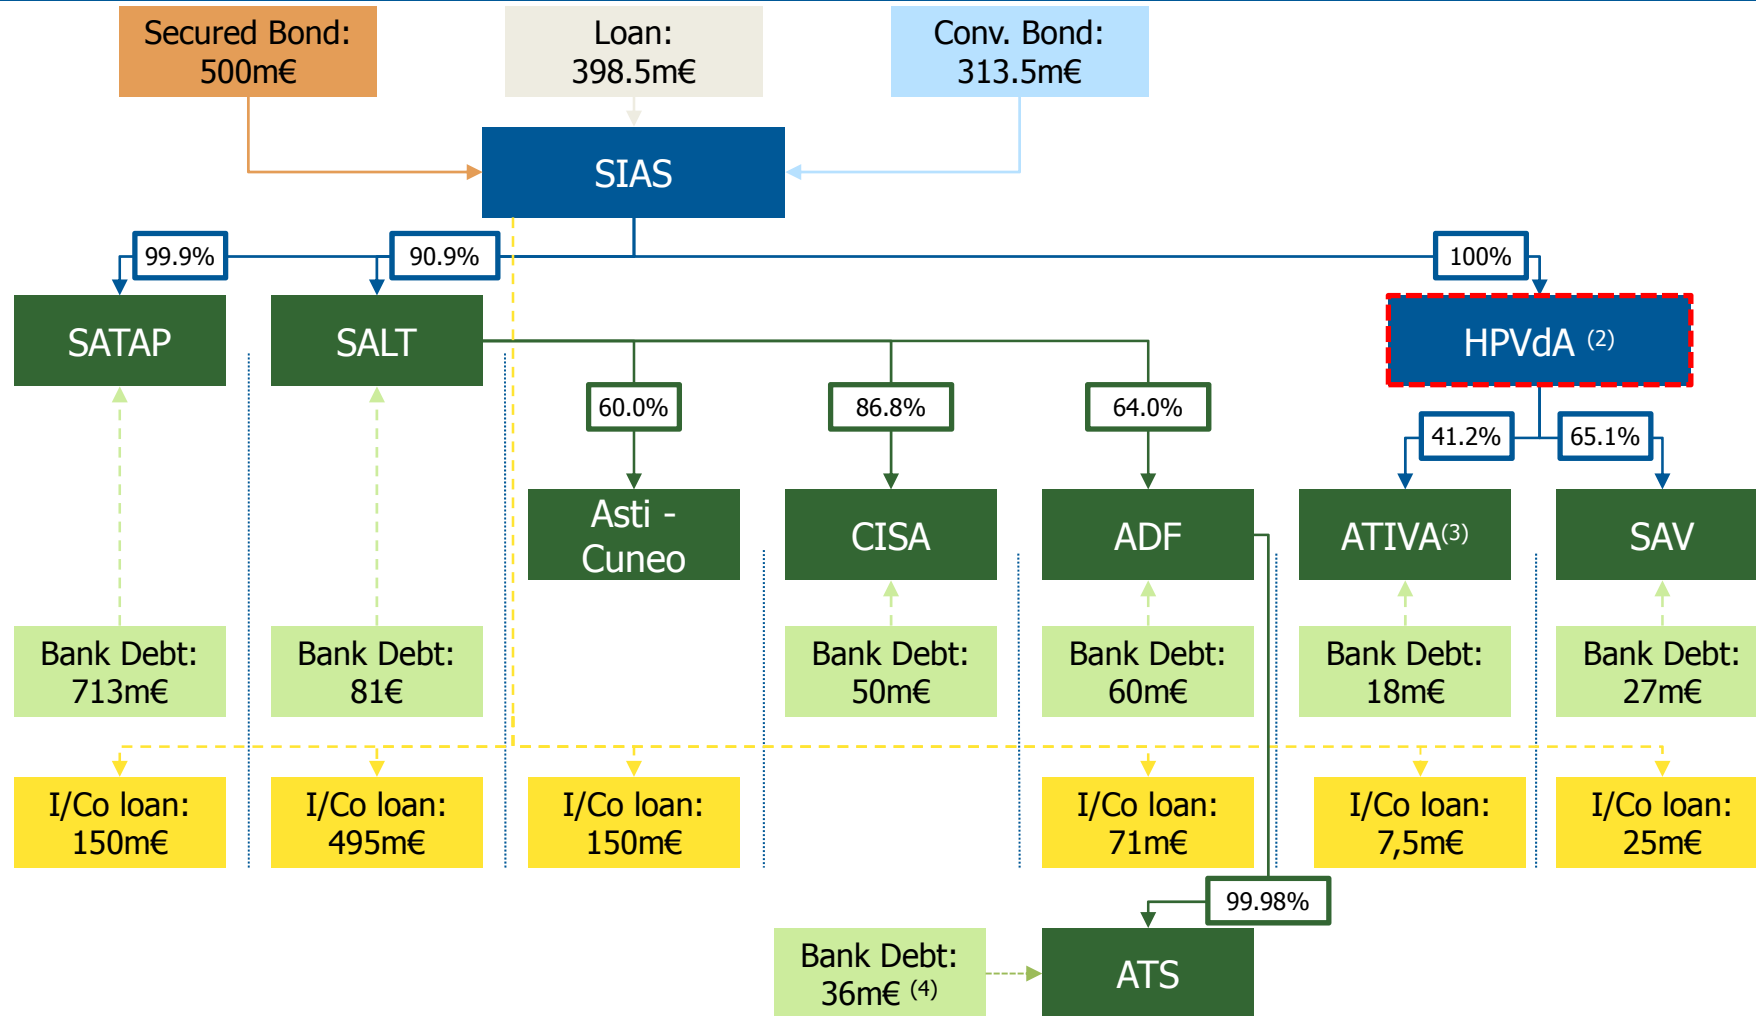 Secured Bond:
500m€
Loan:
398.5m€
Conv. Bond:
313.5m€
SIAS
99.9%
90.9%
100%
SATAP
SALT
HPVdA (2)
60.0%
86.8%
64.0%
41.2%
65.1%
Asti -
Cuneo
CISA
ADF
ATIVA(3)
SAV
Bank Debt:
713m€
Bank Debt:
81€
Bank Debt:
50m€
Bank Debt:
60m€
Bank Debt:
18m€
Bank Debt:
27m€
I/Co loan:
150m€
I/Co loan:
495m€
I/Co loan:
150m€
I/Co loan:
71m€
I/Co loan:
7,5m€
I/Co loan:
25m€
99.98%
Bank Debt:
36m€ (4)
ATS